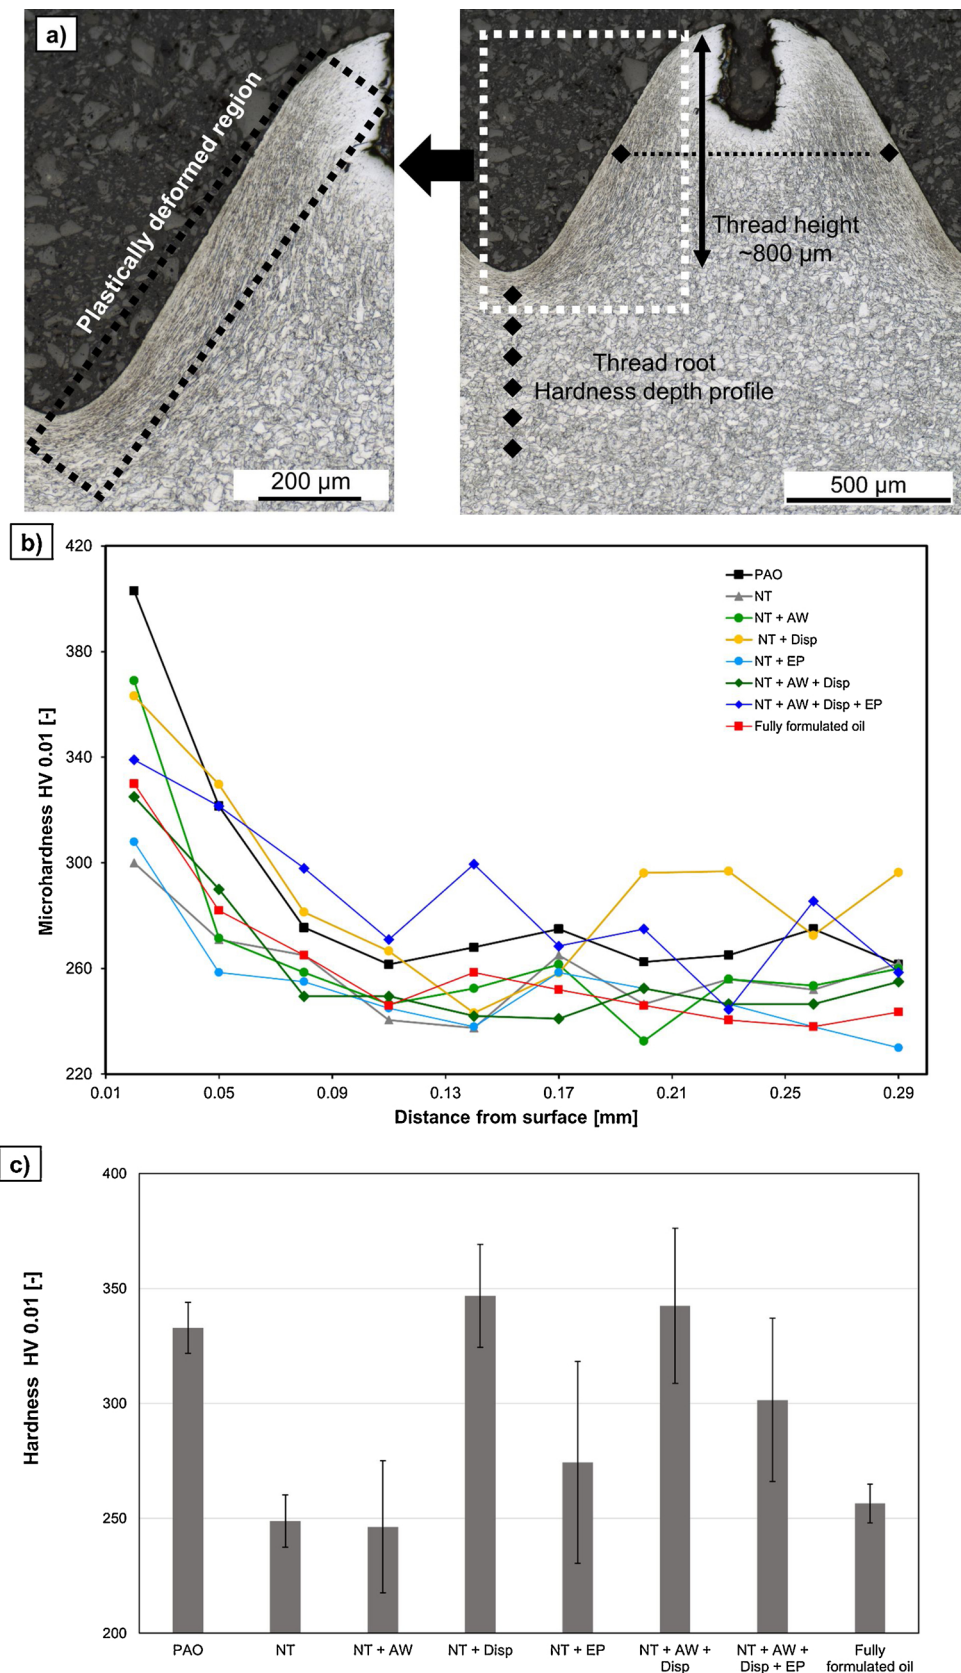 a)
Plastically deformed region
200 µm
Thread height
~800 µm
Thread root
Hardness depth profile
500 µm
b)
420
380
340
300
260
220
Microhardness HV 0.01 [-]
PAO
NT
NT + AW
NT + Disp
NT + EP
NT + AW + Disp
NT + AW + Disp + EP
Fully formulated oil
0.01 0.05 0.09 0.13 0.17 0.21 0.25 0.29
Distance from surface [mm]
c)
400
350
300
250
200
Hardness HV 0.01 [-]
PAO NT NT + AW NT + Disp NT + EP NT + AW + NT + AW + Fully
Disp Disp + EP formulated oil